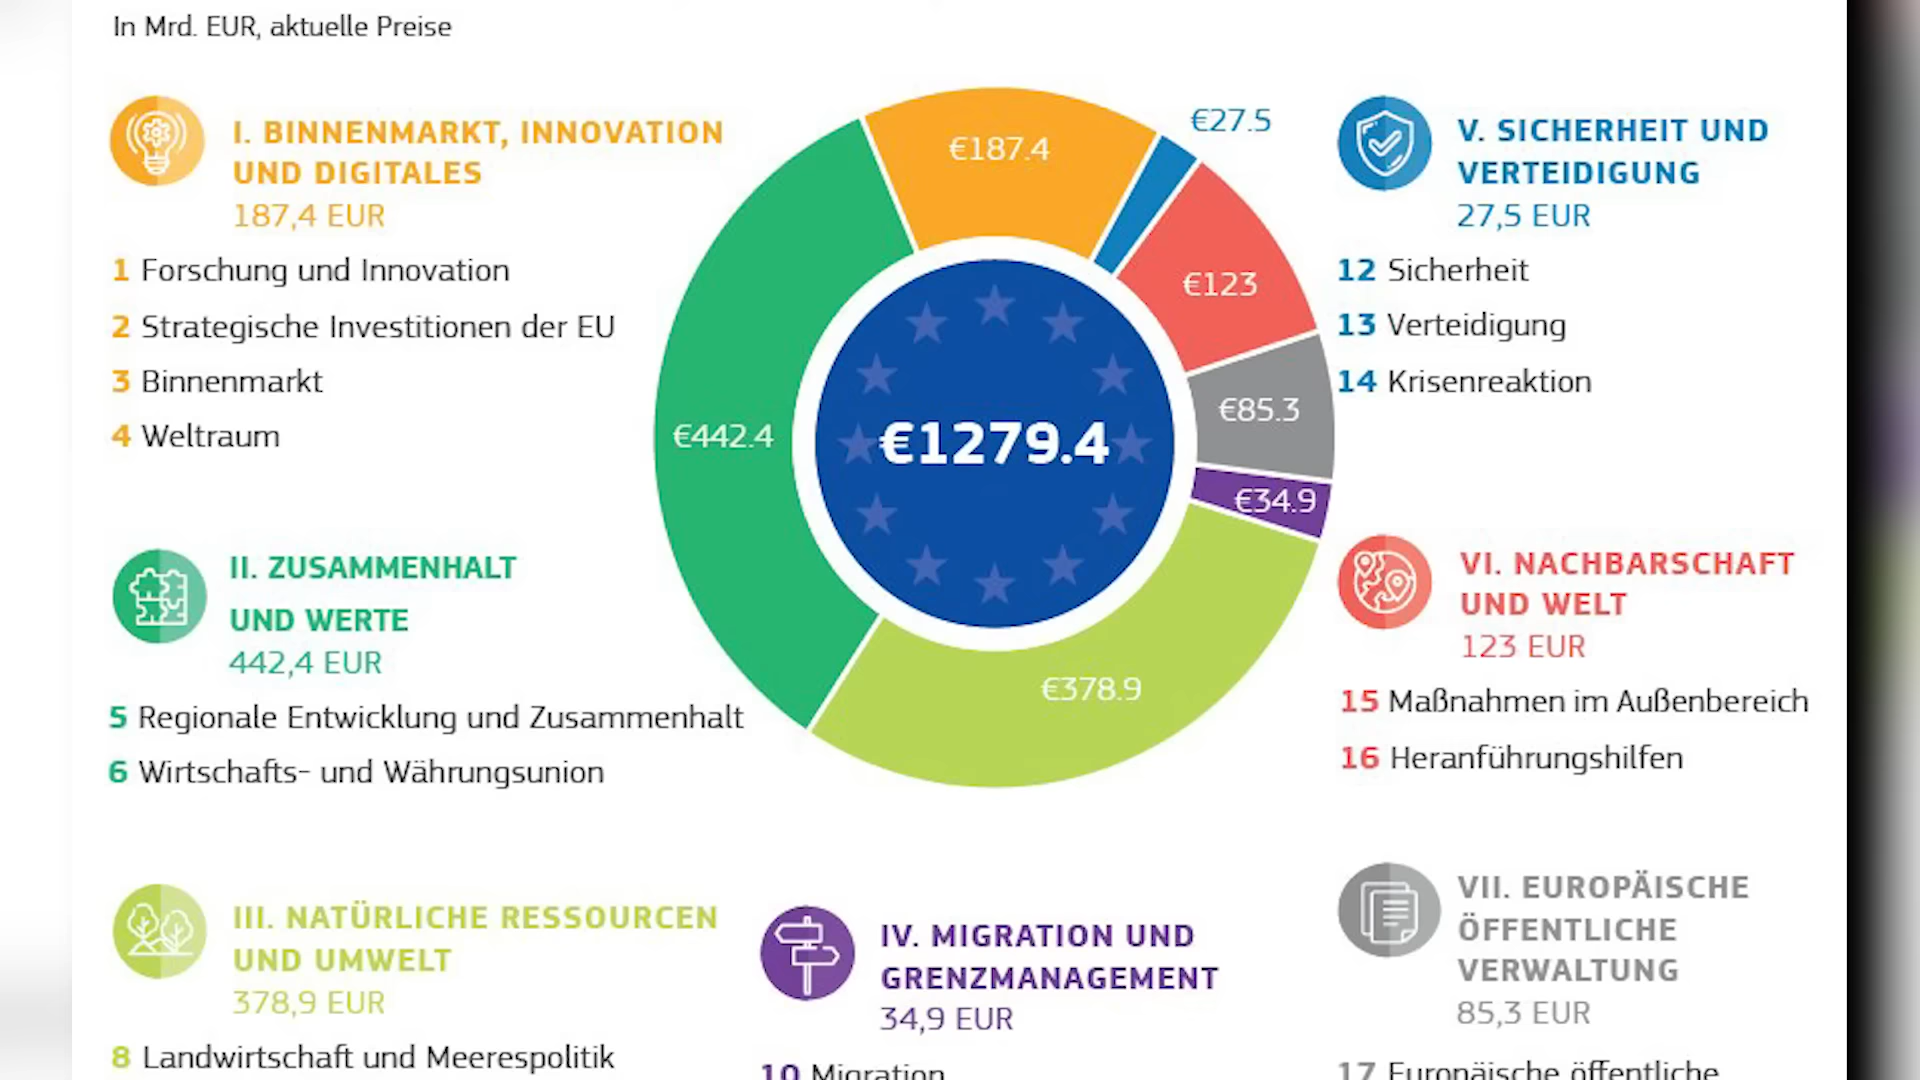 In Mrd. EUR, aktuelle Preise
I. BINNENMARKT, INNOVATION
UND DIGITALES
187,4 EUR
1 Forschung und Innovation
2 Strategische Investitionen der EU
3 Binnenmarkt
4 Weltraum
II. ZUSAMMENHALT
UND WERTE
442,4 EUR
5 Regionale Entwicklung und Zusammenhalt
6 Wirtschafts- und Währungsunion
III. NATÜRLICHE RESSOURCEN
UND UMWELT
378,9 EUR
8 Landwirtschaft und Meerespolitik
€187.4
€27.5
€123
€85.3
€34.9
€378.9
€442.4
€1279.4
IV. MIGRATION UND
GRENZMANAGEMENT
34,9 EUR
10 Migration
V. SICHERHEIT UND
VERTEIDIGUNG
27,5 EUR
12 Sicherheit
13 Verteidigung
14 Krisenreaktion
VI. NACHBARSCHAFT
UND WELT
123 EUR
15 Maßnahmen im Außenbereich
16 Heranführungshilfen
VII. EUROPÄISCHE
ÖFFENTLICHE
VERWALTUNG
85,3 EUR
17 Europäische öffentliche